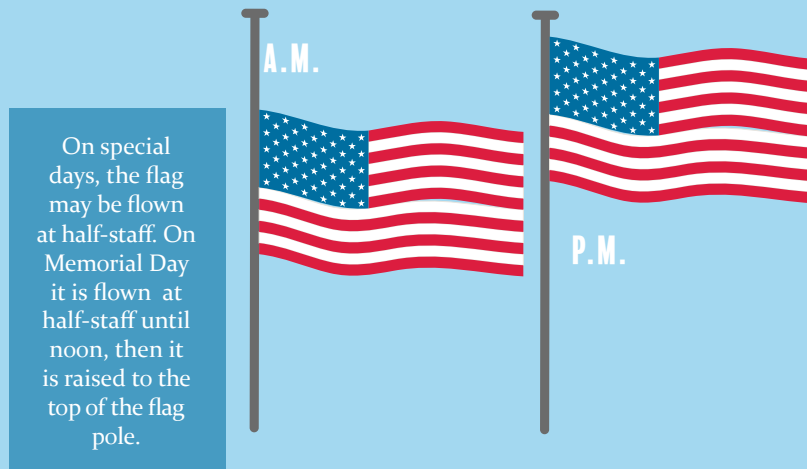 A.M.
On special
days, the flag
may be flown
at half-staff. On
Memorial Day
it is flown at
half-staff until
noon, then it
is raised to the
top of the flag
pole.
P.M.